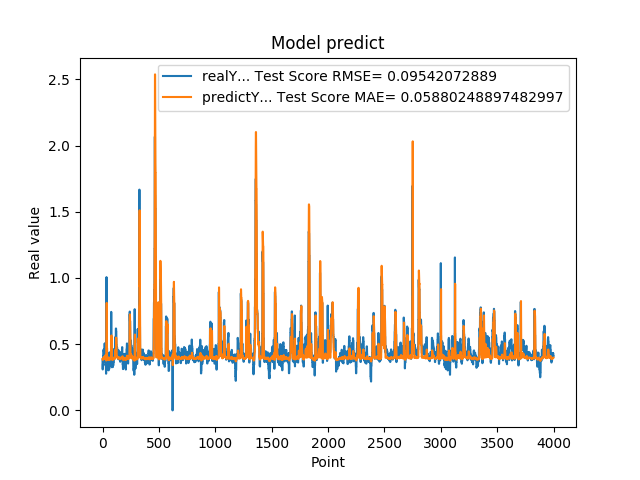 Model predict
realY... Test Score RMSE= 0.09542072889
predictY... Test Score MAE= 0.05880248897482997
Real value
2.5
2.0
1.5
1.0
0.5
0.0
0 500 1000 1500 2000 2500 3000 3500 4000
Point